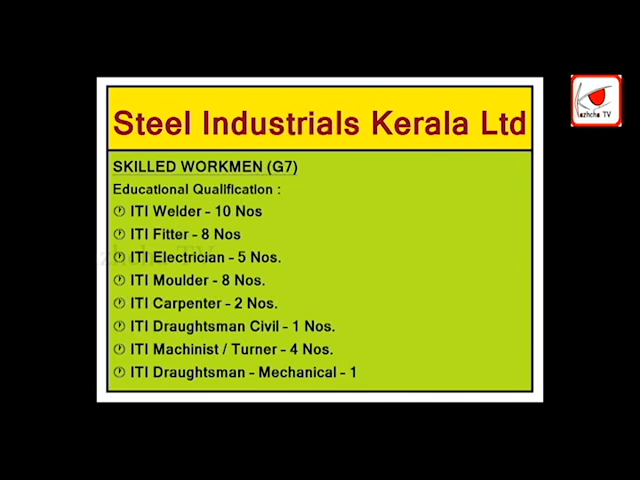 Steel Industrials Kerala Ltd
SKILLED WORKMEN (G7)
Educational Qualification :
ITI Welder - 10 Nos
ITI Fitter - 8 Nos
ITI Electrician - 5 Nos.
ITI Moulder - 8 Nos.
ITI Carpenter - 2 Nos.
ITI Draughtsman Civil - 1 Nos.
ITI Machinist / Turner - 4 Nos.
ITI Draughtsman - Mechanical - 1
Kazhcha TV